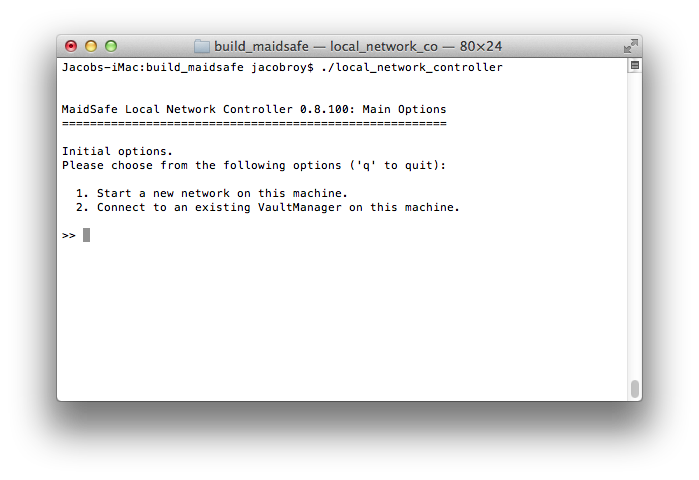 build_maidsafe — local_network_co — 80×24
Jacobs-iMac:build_maidsafe jacobroy$ ./local_network_controller
MaidSafe Local Network Controller 0.8.100: Main Options
=======================================================
Initial options.
Please choose from the following options ('q' to quit):
1. Start a new network on this machine.
2. Connect to an existing VaultManager on this machine.
>>